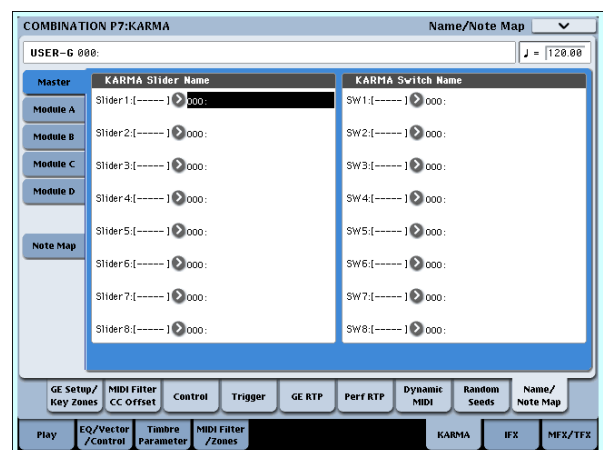 COMBINATION P7:KARMA Name/Note Map
USER-G 000: ♩ = 120.00
Master
Module A
Module B
Module C
Module D
Note Map
KARMA Slider Name
Slider1:[----- ] 000:
Slider2:[----- ] 000:
Slider3:[----- ] 000:
Slider4:[----- ] 000:
Slider5:[----- ] 000:
Slider6:[----- ] 000:
Slider7:[----- ] 000:
Slider8:[----- ] 000:
KARMA Switch Name
SW1:[----- ] 000:
SW2:[----- ] 000:
SW3:[----- ] 000:
SW4:[----- ] 000:
SW5:[----- ] 000:
SW6:[----- ] 000:
SW7:[----- ] 000:
SW8:[----- ] 000:
GE Setup/
Key Zones
MIDI Filter
CC Offset
Control
Trigger
GE RTP
Perf RTP
Dynamic
MIDI
Random
Seeds
Name/
Note Map
Play
EQ/Vector
/Control
Timbre
Parameter
MIDI Filter
/Zones
KARMA
IFX
MFX/TFX